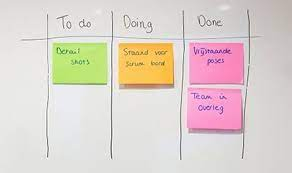 To do
Doing
Done
Detail
shots
Staand voor
scrum bord
Vrijstaande
poses
Team in
overleg